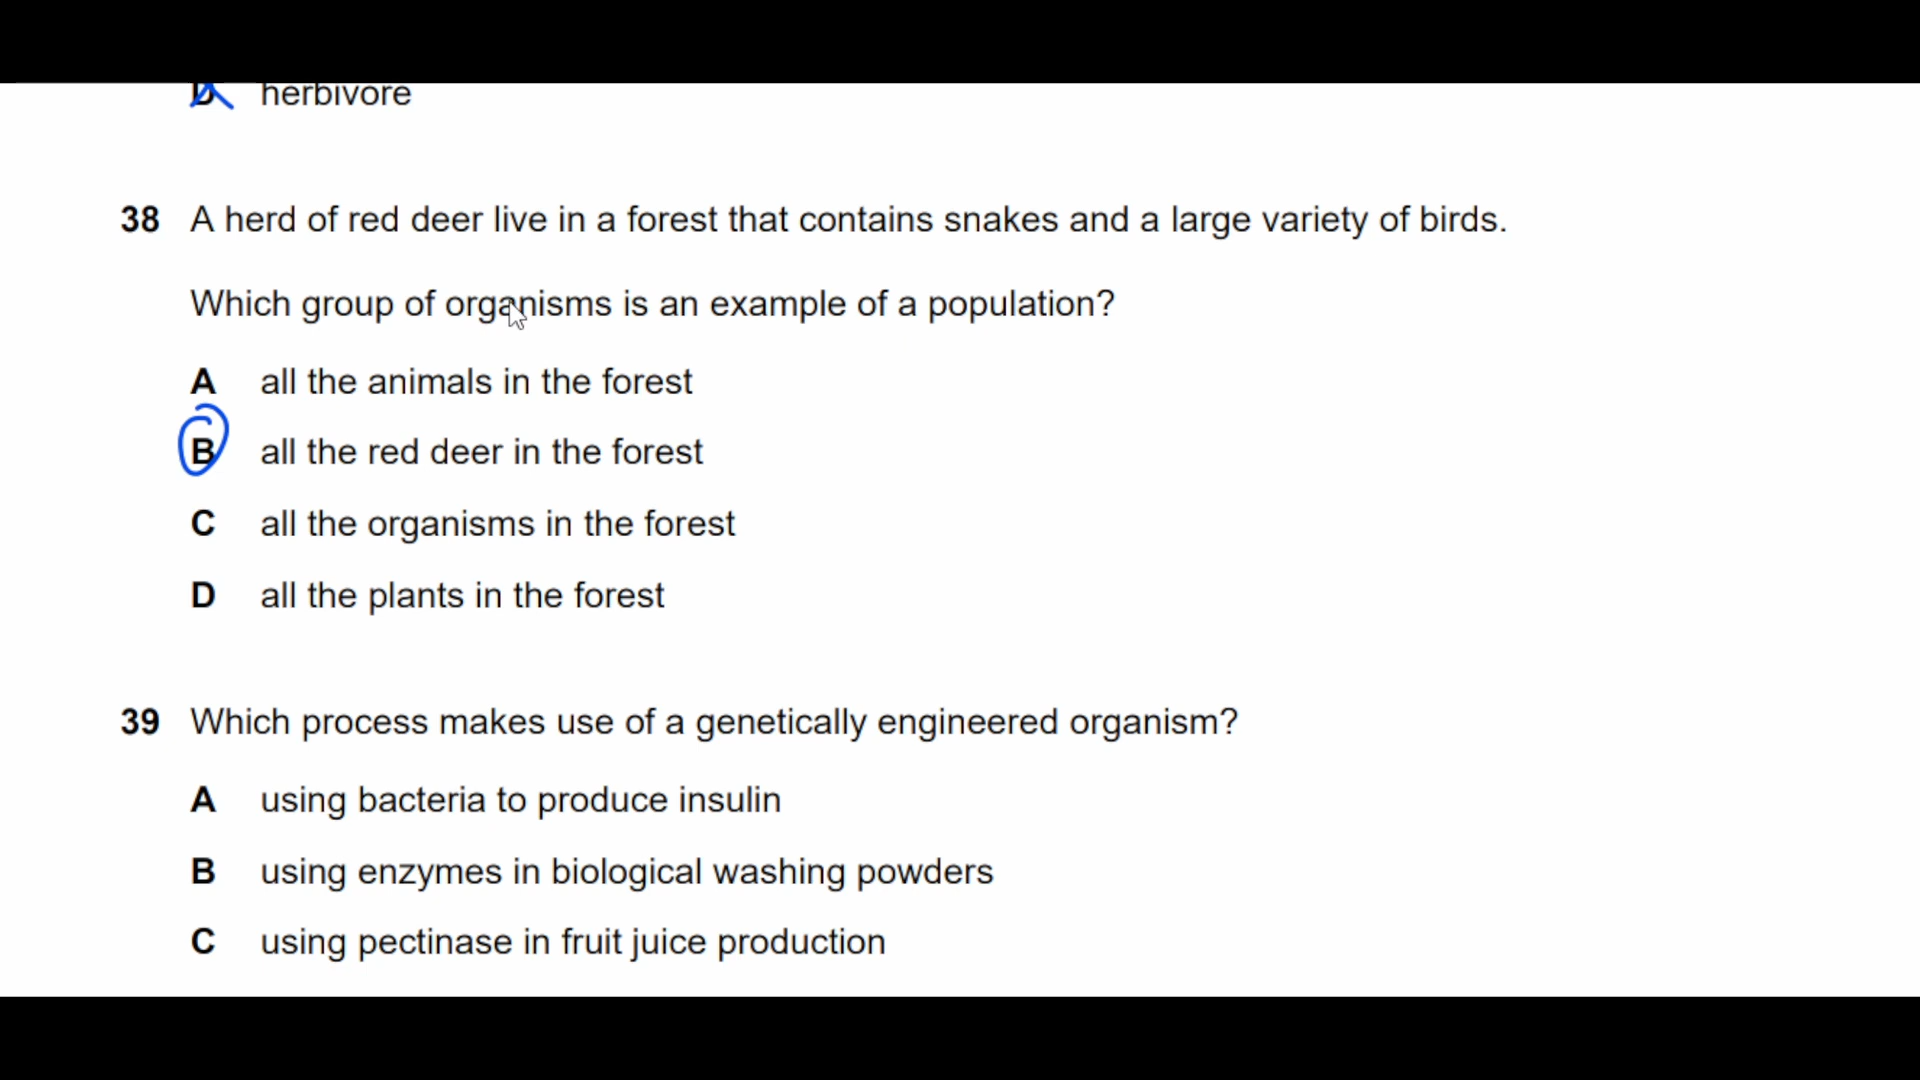 D herbivore
38 A herd of red deer live in a forest that contains snakes and a large variety of birds.
Which group of organisms is an example of a population?
A all the animals in the forest
B all the red deer in the forest
C all the organisms in the forest
D all the plants in the forest
39 Which process makes use of a genetically engineered organism?
A using bacteria to produce insulin
B using enzymes in biological washing powders
C using pectinase in fruit juice production